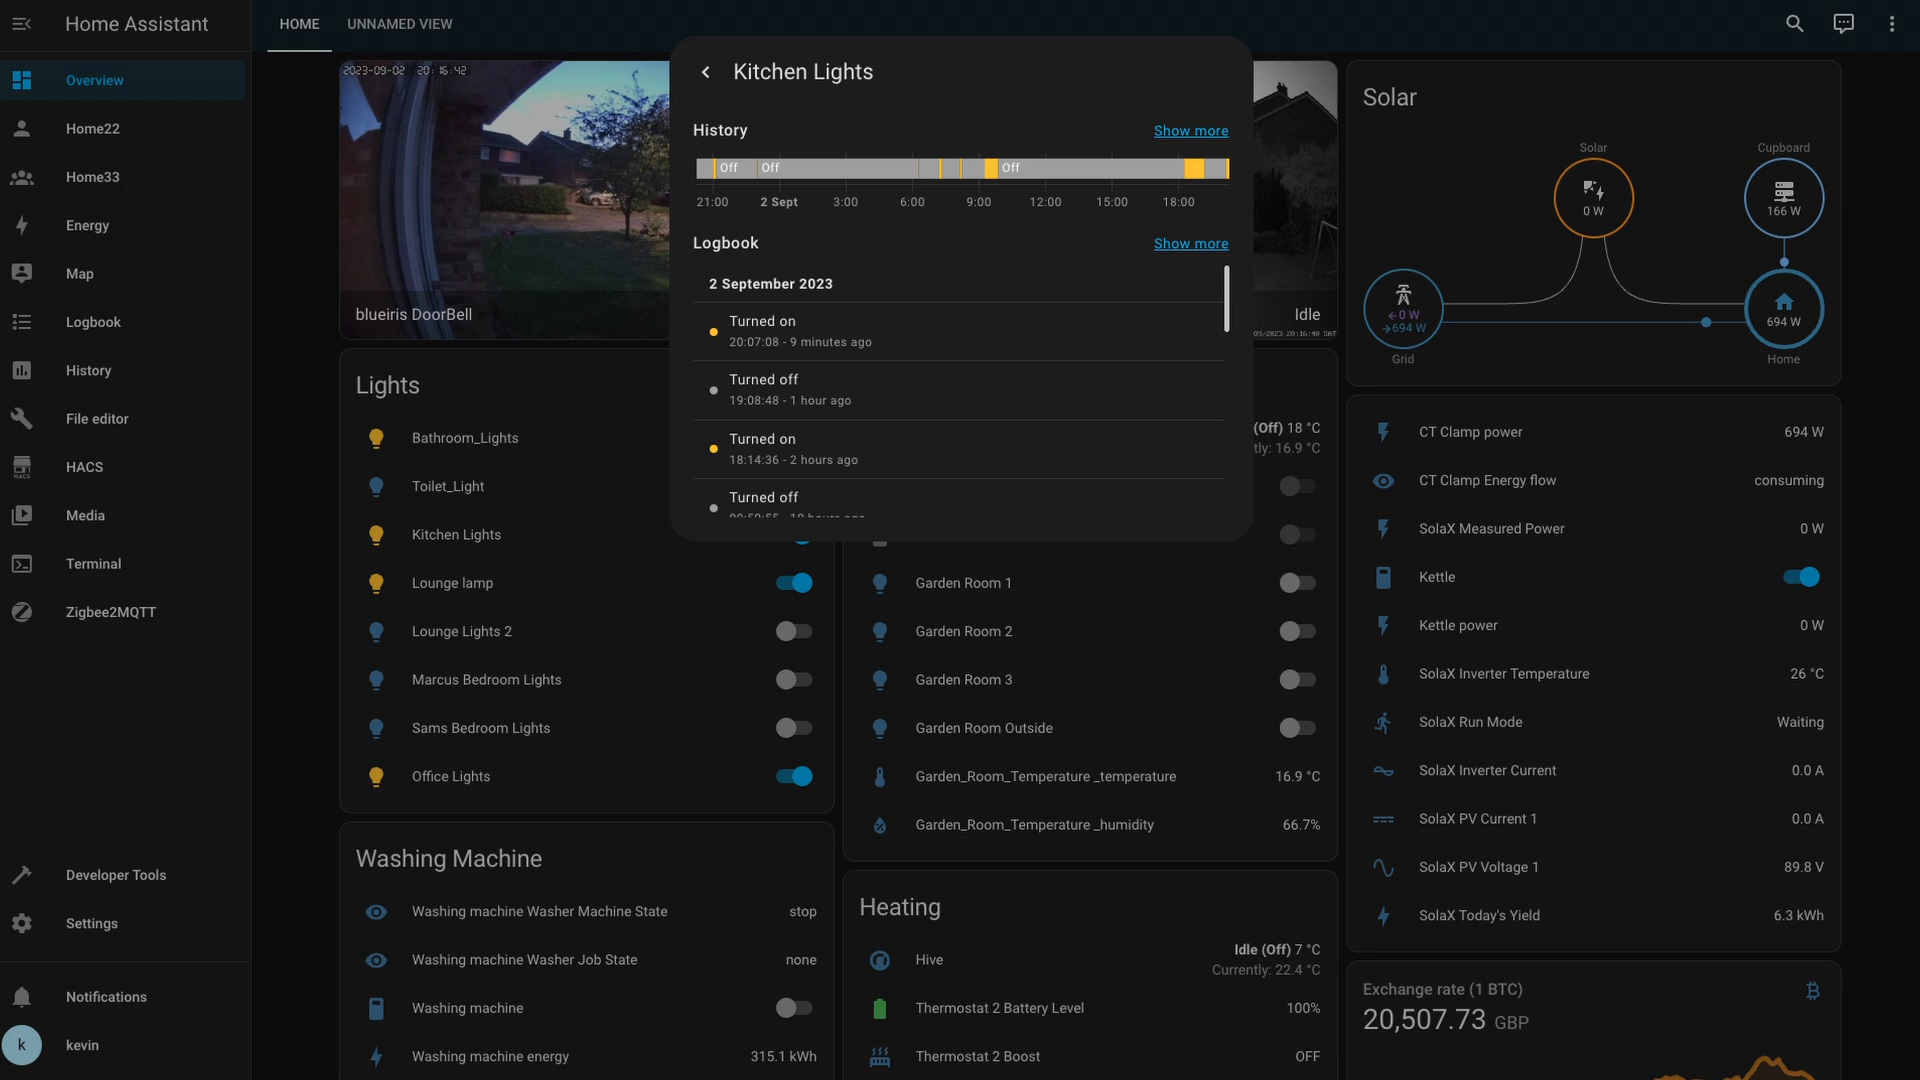 Home Assistant
HOME
UNNAMED VIEW
Overview
Home22
Home33
Energy
Map
Logbook
History
File editor
HACS
HACS
Media
Terminal
Zigbee2MQTT
Developer Tools
Settings
Notifications
k
kevin
2023-09-02 20:16:42
blueiris DoorBell
Idle
09/2023 20:16:40 SAT
Kitchen Lights
History
Show more
Off
Off
Off
21:00
2 Sept
3:00
6:00
9:00
12:00
15:00
18:00
Logbook
Show more
2 September 2023
Turned on
20:07:08 - 9 minutes ago
Turned off
19:08:48 - 1 hour ago
Turned on
18:14:36 - 2 hours ago
Turned off
Lights
Bathroom_Lights
Toilet_Light
Kitchen Lights
Lounge lamp
Lounge Lights 2
Marcus Bedroom Lights
Sams Bedroom Lights
Office Lights
Washing Machine
Washing machine Washer Machine State
stop
Washing machine Washer Job State
none
Washing machine
Washing machine energy
315.1 kWh
(Off) 18 °C
tly: 16.9 °C
Garden Room 1
Garden Room 2
Garden Room 3
Garden Room Outside
Garden_Room_Temperature _temperature
16.9 °C
Garden_Room_Temperature _humidity
66.7%
Heating
Hive
Idle (Off) 7 °C
Currently: 22.4 °C
Thermostat 2 Battery Level
100%
Thermostat 2 Boost
OFF
Solar
Solar
0 W
Cupboard
166 W
←0 W
→694 W
Grid
694 W
Home
CT Clamp power
694 W
CT Clamp Energy flow
consuming
SolaX Measured Power
0 W
Kettle
Kettle power
0 W
SolaX Inverter Temperature
26 °C
SolaX Run Mode
Waiting
SolaX Inverter Current
0.0 A
SolaX PV Current 1
0.0 A
SolaX PV Voltage 1
89.8 V
SolaX Today's Yield
6.3 kWh
Exchange rate (1 BTC)
20,507.73 GBP